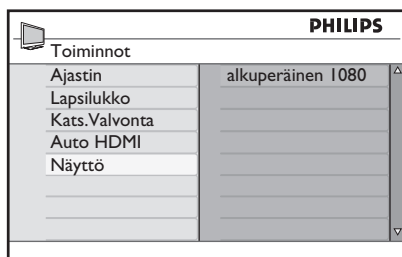 PHILIPS
Toiminnot
Ajastin
alkuperäinen 1080
Lapsilukko
Kats.Valvonta
Auto HDMI
Näyttö